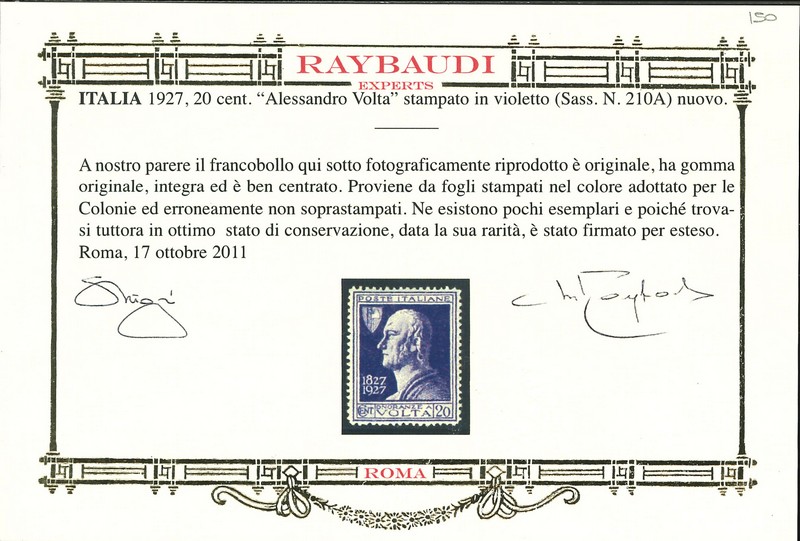 150
RAYBAUDI
EXPERTS
ITALIA 1927, 20 cent. “Alessandro Volta” stampato in violetto (Sass. N. 210A) nuovo.
A nostro parere il francobollo qui sotto fotograficamente riprodotto è originale, ha gomma
originale, integra ed è ben centrato. Proviene da fogli stampati nel colore adottato per le
Colonie ed erroneamente non soprastampati. Ne esistono pochi esemplari e poiché trova-
si tuttora in ottimo stato di conservazione, data la sua rarità, è stato firmato per esteso.
Roma, 17 ottobre 2011
POSTE ITALIANE
1827
1927
ONORANZE A
CENT VOLTA 20
ROMA